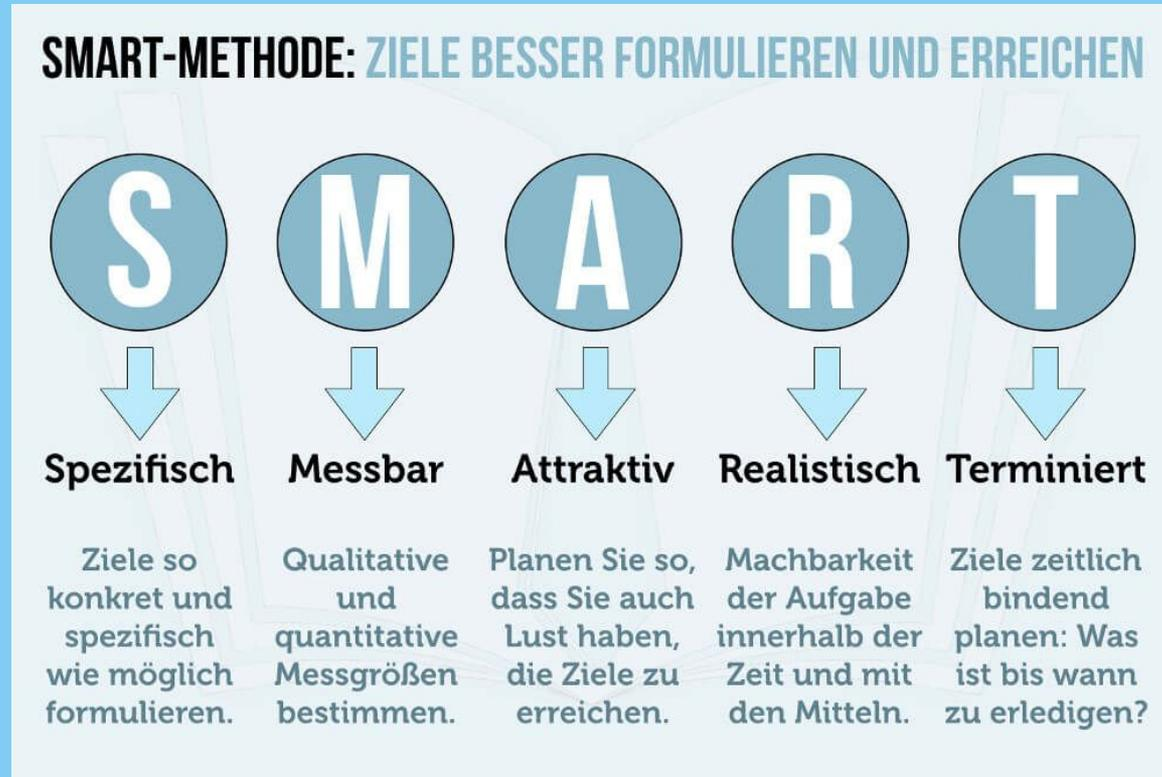 SMART-METHODE: ZIELE BESSER FORMULIEREN UND ERREICHEN
S M A R T
Spezifisch Messbar Attraktiv Realistisch Terminiert
Ziele so
konkret und
spezifisch
wie möglich
formulieren.
Qualitative
und
quantitative
Messgrößen
bestimmen.
Planen Sie so,
dass Sie auch
Lust haben,
die Ziele zu
erreichen.
Machbarkeit
der Aufgabe
innerhalb der
Zeit und mit
den Mitteln.
Ziele zeitlich
bindend
planen: Was
ist bis wann
zu erledigen?